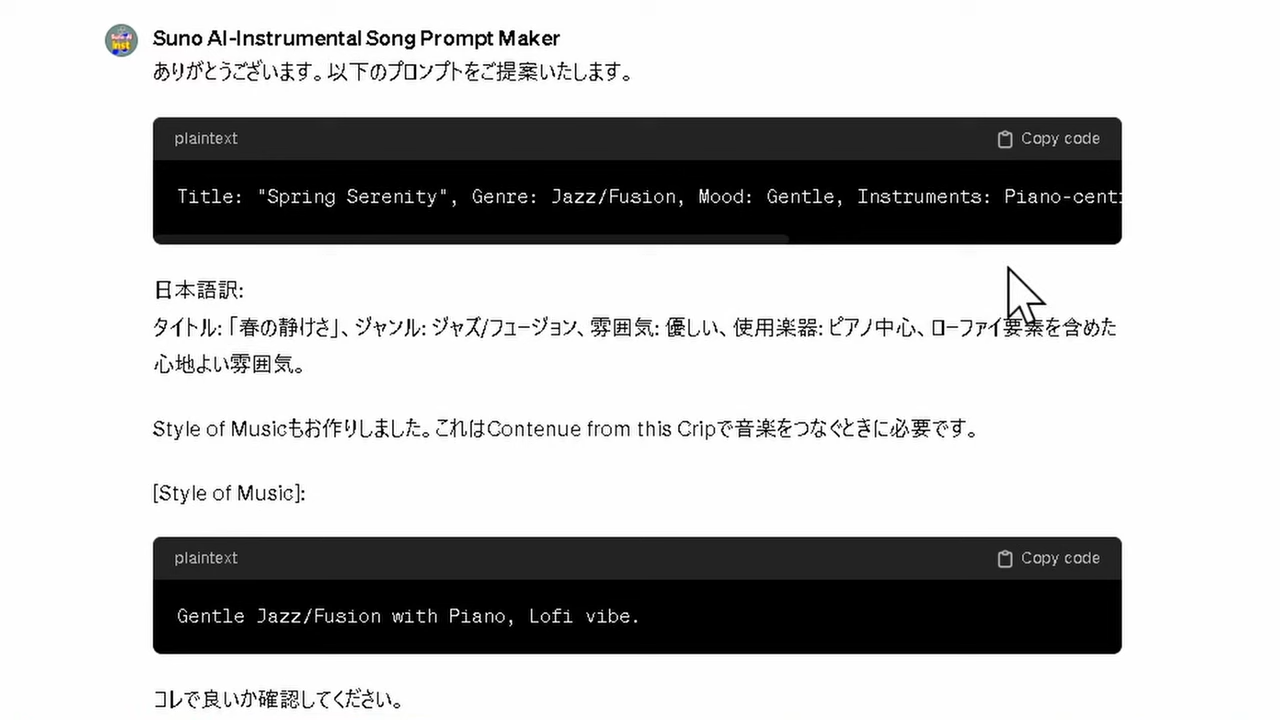 Suno AI-Instrumental Song Prompt Maker
ありがとうございます。以下のプロンプトをご提案いたします。
plaintext
Copy code
Title: "Spring Serenity", Genre: Jazz/Fusion, Mood: Gentle, Instruments: Piano-cent
日本語訳:
タイトル: 「春の静けさ」、ジャンル: ジャズ/フュージョン、雰囲気: 優しい、使用楽器: ピアノ中心、ローファイ要素を含めた
心地よい雰囲気。
Style of Musicもお作りしました。これはContenue from this Cripで音楽をつなぐときに必要です。
[Style of Music]:
plaintext
Copy code
Gentle Jazz/Fusion with Piano, Lofi vibe.
コレで良いか確認してください。